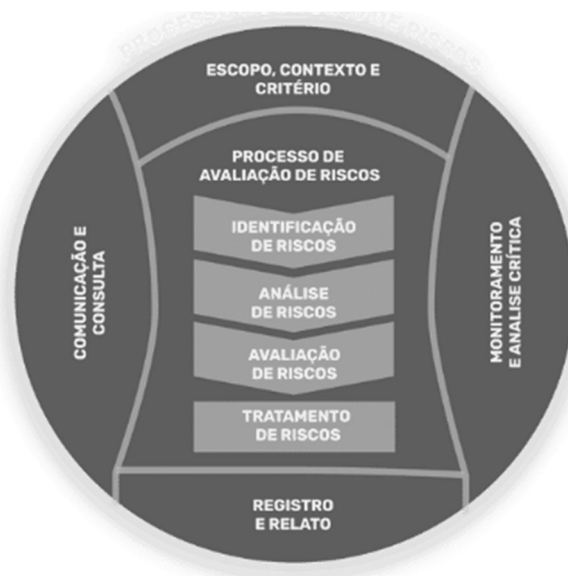 ESCOPO, CONTEXTO E
CRITÉRIO
PROCESSO DE
AVALIAÇÃO DE RISCOS
IDENTIFICAÇÃO
DE RISCOS
ANÁLISE
DE RISCOS
AVALIAÇÃO
DE RISCOS
TRATAMENTO
DE RISCOS
COMUNICAÇÃO E
CONSULTA
MONITORAMENTO
E ANALISE CRÍTICA
REGISTRO
E RELATO